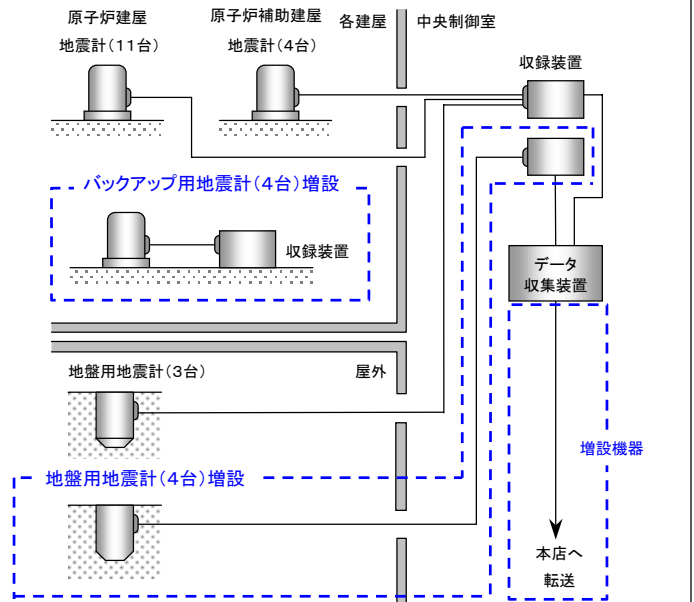 原子炉建屋
地震計(11台)
原子炉補助建屋
地震計(4台)
各建屋
中央制御室
収録装置
バックアップ用地震計(4台)増設
収録装置
データ
収集装置
地盤用地震計(3台)
屋外
地盤用地震計(4台)増設
増設機器
本店へ
転送